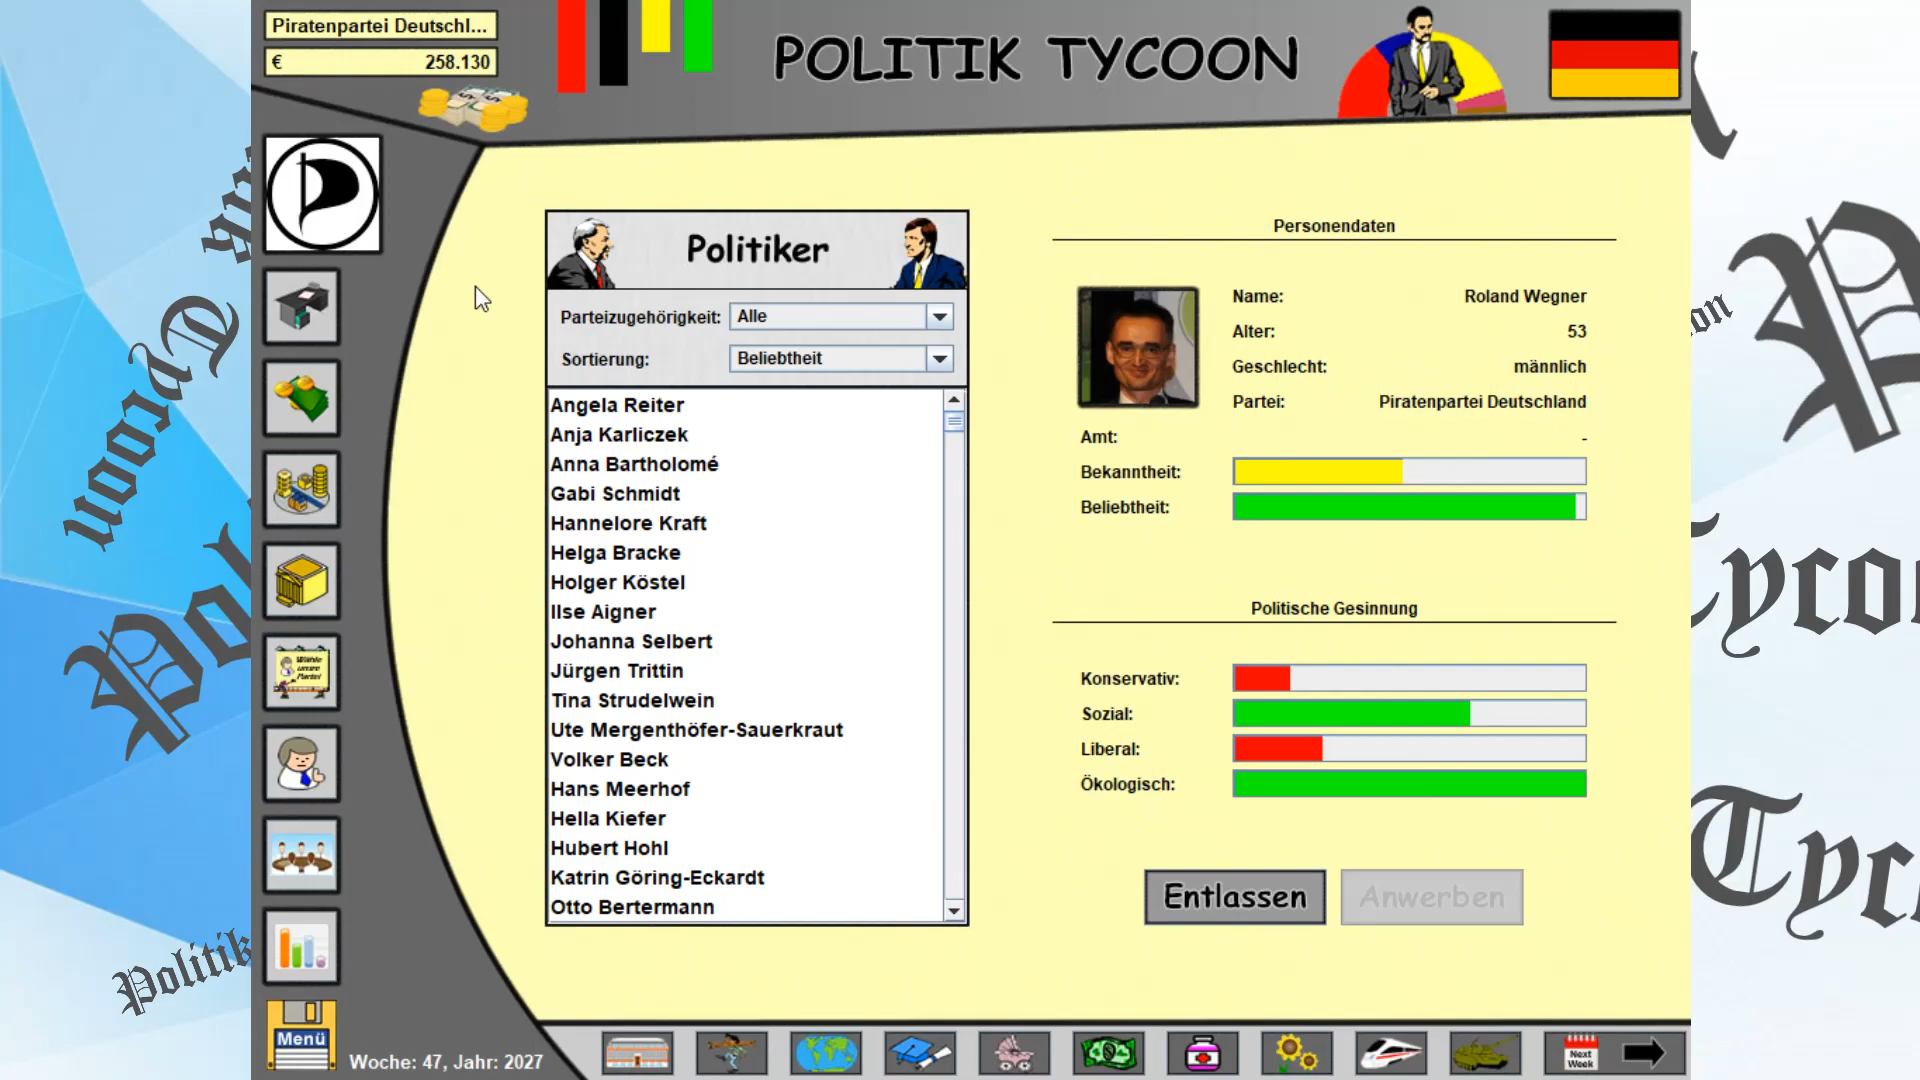 Piratenpartei Deutschl...
€ 258.130
POLITIK TYCOON
Politiker
Parteizugehörigkeit: Alle
Sortierung: Beliebtheit
Angela Reiter
Anja Karliczek
Anna Bartholomé
Gabi Schmidt
Hannelore Kraft
Helga Bracke
Holger Köstel
Ilse Aigner
Johanna Selbert
Jürgen Trittin
Tina Strudelwein
Ute Mergenthöfer-Sauerkraut
Volker Beck
Hans Meerhof
Hella Kiefer
Hubert Hohl
Katrin Göring-Eckardt
Otto Bertermann
Personendaten
Name: Roland Wegner
Alter: 53
Geschlecht: männlich
Partei: Piratenpartei Deutschland
Amt: -
Bekanntheit:
Beliebtheit:
Politische Gesinnung
Konservativ:
Sozial:
Liberal:
Ökologisch:
Entlassen
Anwerben
Wähle
unsre
Partei
Menü
Woche: 47, Jahr: 2027
Next
Week
Tycoon
Politik